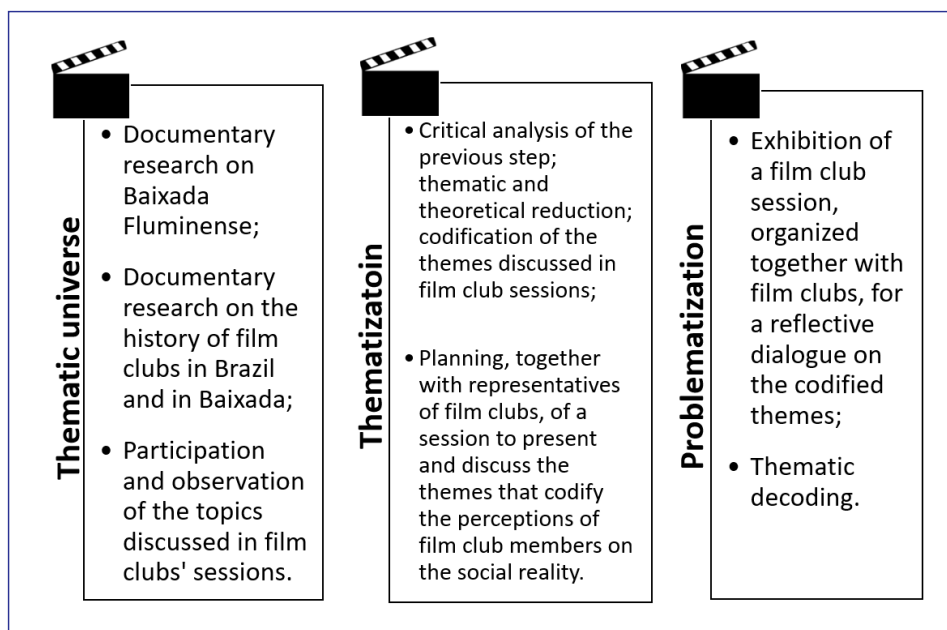 Thematic universe
• Documentary
research on
Baixada
Fluminense;
• Documentary
research on the
history of film
clubs in Brazil
and in Baixada;
• Participation
and observation
of the topics
discussed in film
clubs' sessions.
Thematizatoin
• Critical analysis of the
previous step;
thematic and
theoretical reduction;
codification of the
themes discussed in
film club sessions;
• Planning, together
with representatives
of film clubs, of a
session to present
and discuss the
themes that codify
the perceptions of
film club members on
the social reality.
Problematization
• Exhibition of
a film club
session,
organized
together with
film clubs, for
a reflective
dialogue on
the codified
themes;
• Thematic
decoding.